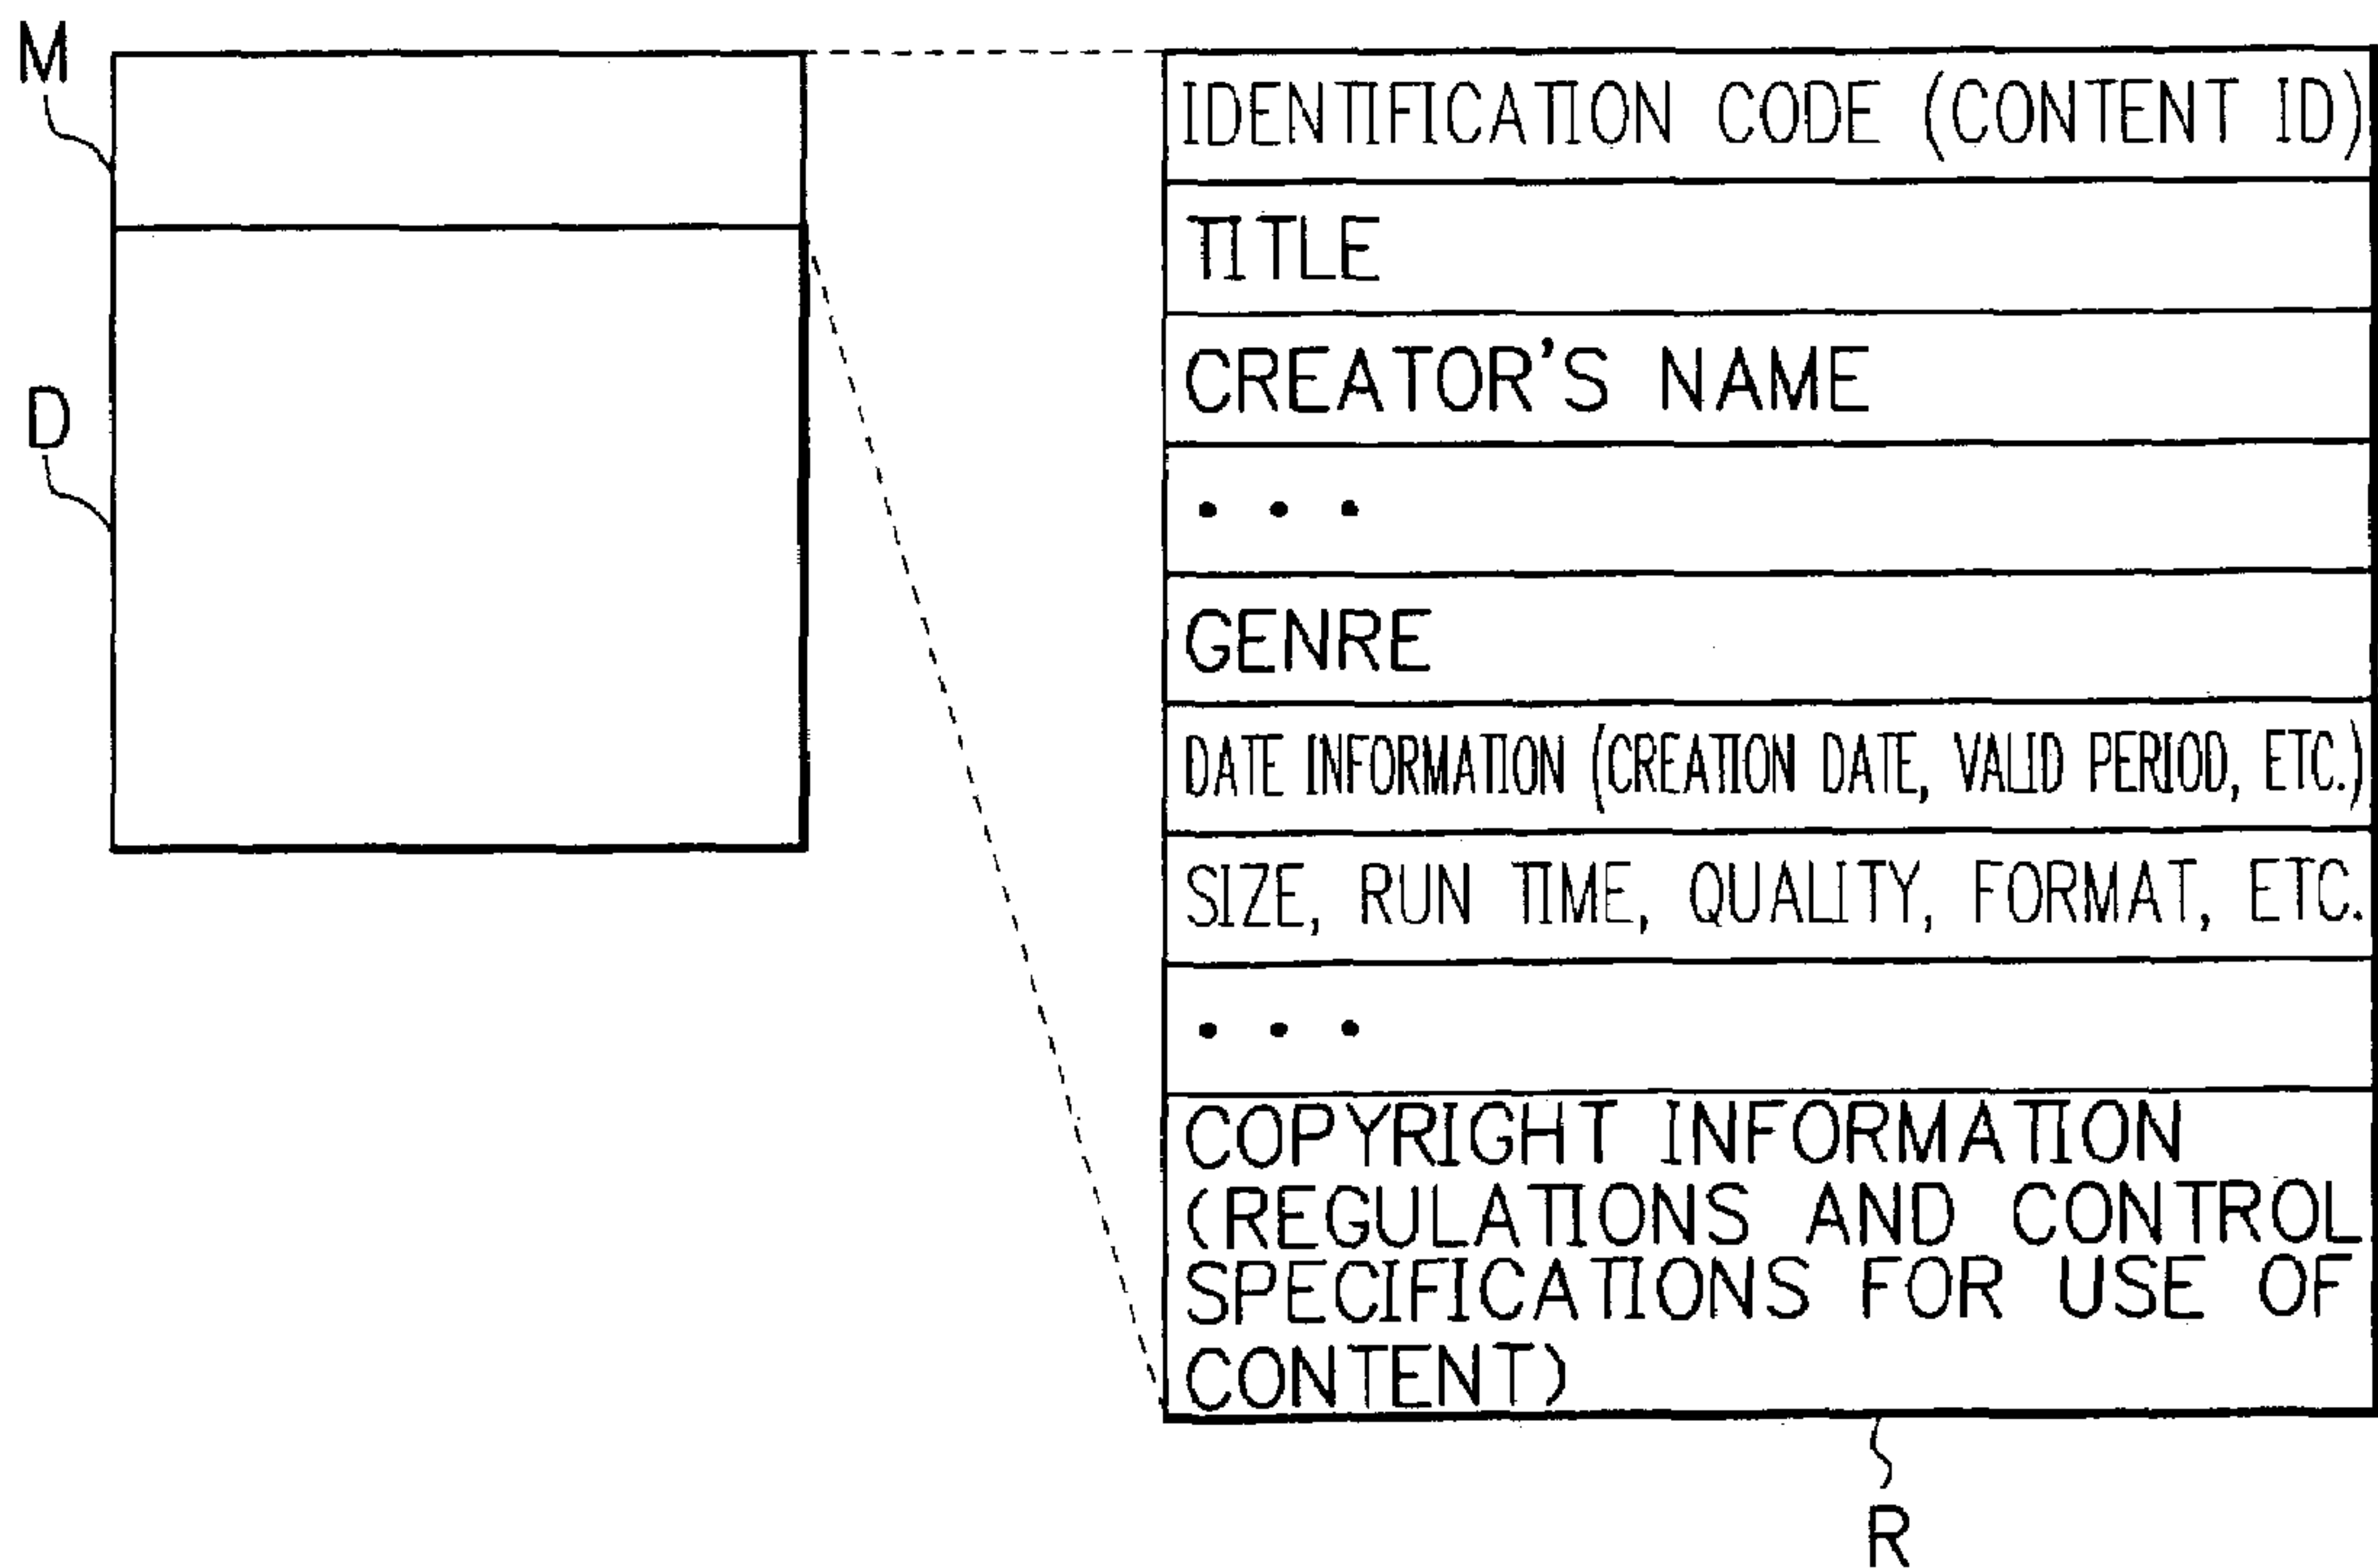 M
D
IDENTIFICATION CODE (CONTENT ID)
TITLE
CREATOR'S NAME
• • •
GENRE
DATE INFORMATION (CREATION DATE, VALID PERIOD, ETC.)
SIZE, RUN TIME, QUALITY, FORMAT, ETC.
• • •
COPYRIGHT INFORMATION
(REGULATIONS AND CONTROL
SPECIFICATIONS FOR USE OF
CONTENT)
R